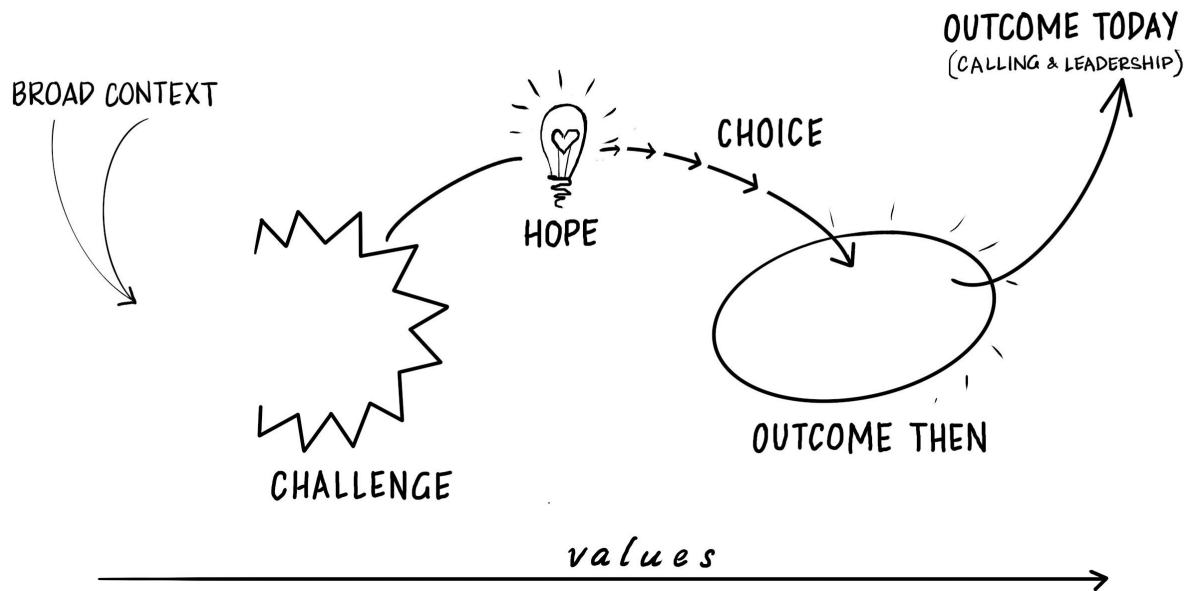 OUTCOME TODAY
(CALLING & LEADERSHIP)
BROAD CONTEXT
CHOICE
HOPE
OUTCOME THEN
CHALLENGE
values